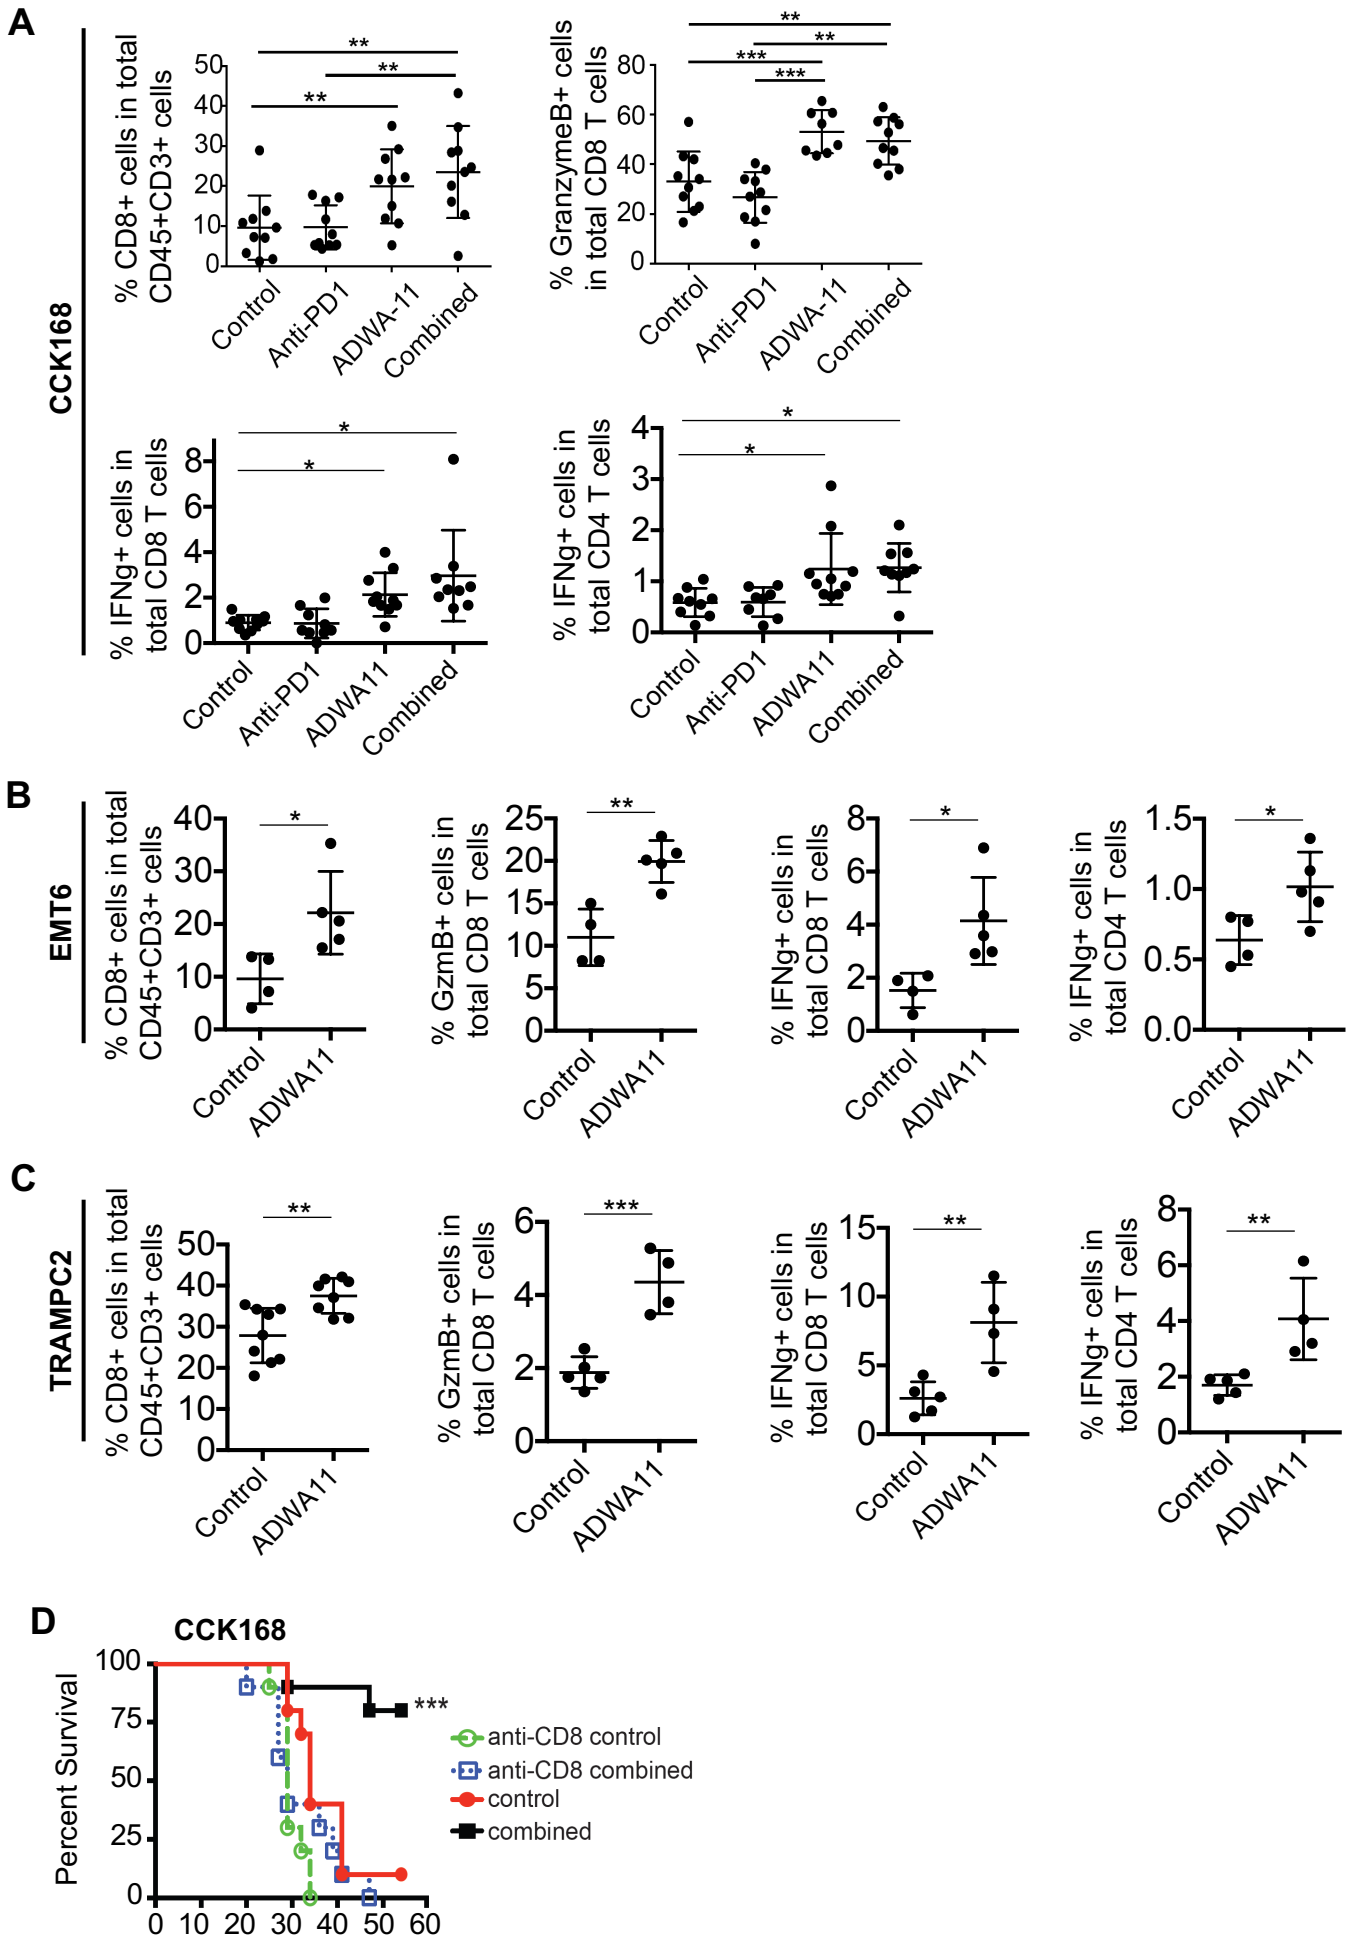 A
CCK168
% CD8+ cells in total
CD45+CD3+ cells
50
40
30
20
10
0
**
**
**
Control
Anti-PD1
ADWA-11
Combined
% GranzymeB+ cells
in total CD8 T cells
80
60
40
20
0
**
**
***
***
Control
Anti-PD1
ADWA-11
Combined
% IFNg+ cells in
total CD8 T cells
8
6
4
2
0
*
*
Control
Anti-PD1
ADWA11
Combined
% IFNg+ cells in
total CD4 T cells
4
3
2
1
0
*
*
Control
Anti-PD1
ADWA11
Combined
B
EMT6
% CD8+ cells in total
CD45+CD3+ cells
40
30
20
10
0
*
Control
ADWA11
% GzmB+ cells in
total CD8 T cells
25
20
15
10
5
0
**
Control
ADWA11
% IFNg+ cells in
total CD8 T cells
8
6
4
2
0
*
Control
ADWA11
% IFNg+ cells in
total CD4 T cells
1.5
1.0
0.5
0.0
*
Control
ADWA11
C
TRAMPC2
% CD8+ cells in total
CD45+CD3+ cells
50
40
30
20
10
0
**
Control
ADWA11
% GzmB+ cells in
total CD8 T cells
6
4
2
0
***
Control
ADWA11
% IFNg+ cells in
total CD8 T cells
15
10
5
0
**
Control
ADWA11
% IFNg+ cells in
total CD4 T cells
8
6
4
2
0
**
Control
ADWA11
D
CCK168
Percent Survival
100
75
50
25
0
0 10 20 30 40 50 60
***
anti-CD8 control
anti-CD8 combined
control
combined